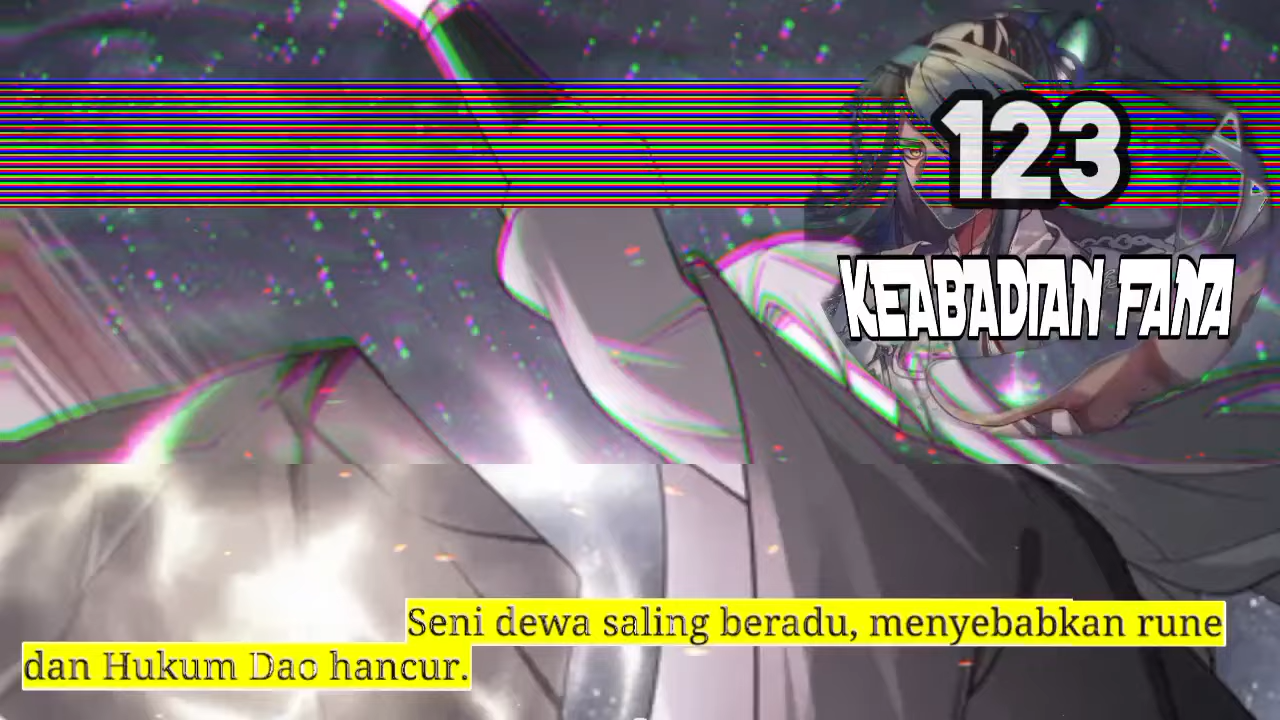 123
KEABADIAN FANA
Seni dewa saling beradu, menyebabkan rune
dan Hukum Dao hancur.